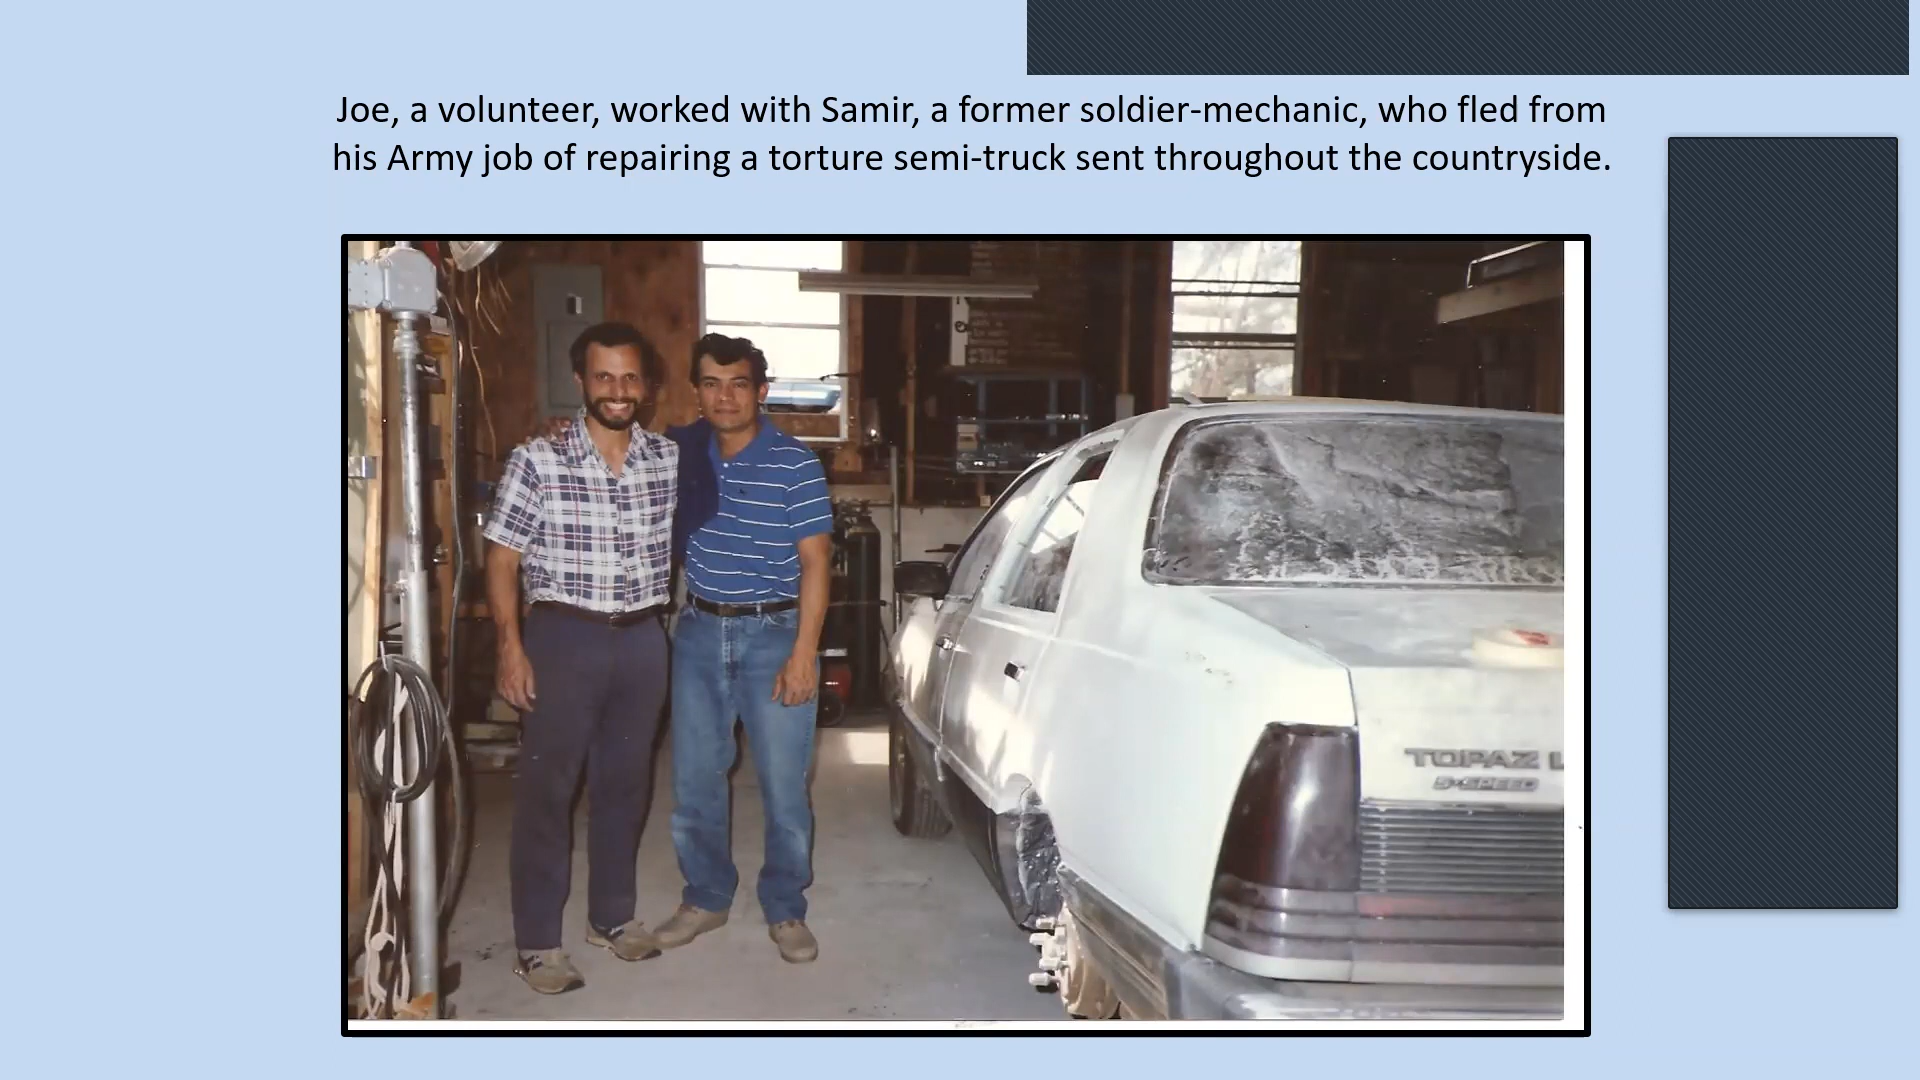 Joe, a volunteer, worked with Samir, a former soldier-mechanic, who fled from
his Army job of repairing a torture semi-truck sent throughout the countryside.
TOPAZ L
5-SPEED